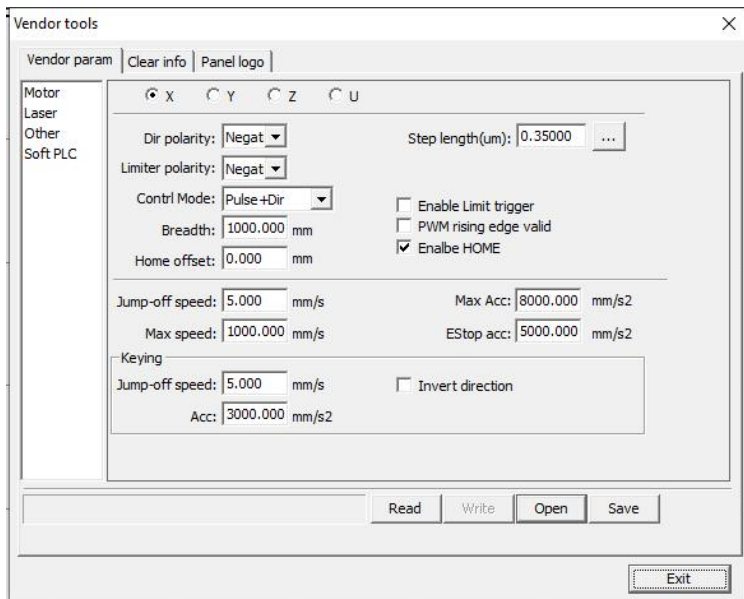 Vendor tools
Vendor param Clear info Panel logo
Motor
Laser
Other
Soft PLC
X Y Z U
Dir polarity: Negat Step length(um): 0.35000 ...
Limiter polarity: Negat
Contrl Mode: Pulse+Dir Enable Limit trigger
PWM rising edge valid
Breadth: 1000.000 mm Enalbe HOME
Home offset: 0.000 mm
Jump-off speed: 5.000 mm/s Max Acc: 8000.000 mm/s2
Max speed: 1000.000 mm/s EStop acc: 5000.000 mm/s2
Keying
Jump-off speed: 5.000 mm/s Invert direction
Acc: 3000.000 mm/s2
Read Write Open Save
Exit